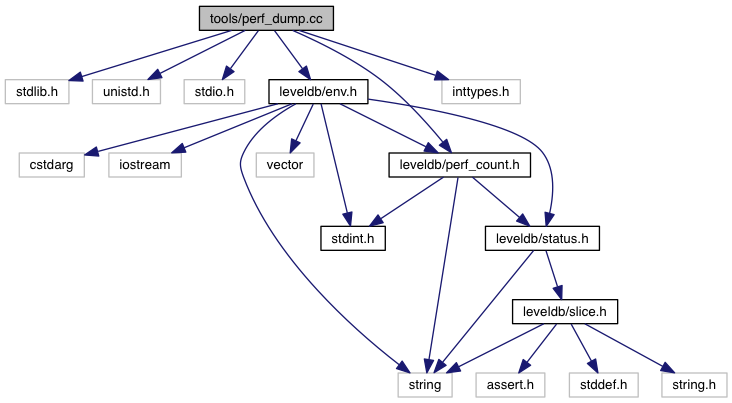 tools/perf_dump.cc
stdlib.h
unistd.h
stdio.h
leveldb/env.h
inttypes.h
cstdarg
iostream
vector
leveldb/perf_count.h
stdint.h
leveldb/status.h
leveldb/slice.h
string
assert.h
stddef.h
string.h